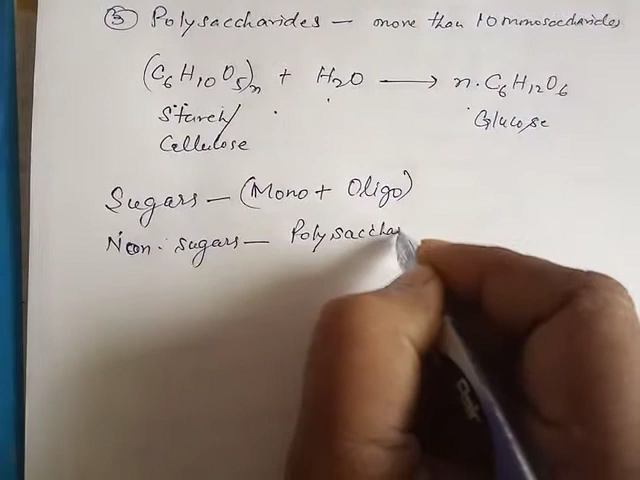 ③ Polysaccharides — more than 10 monosaccharides
(C6H10O5)n + H2O → n. C6H12O6
Starch/ Glucose
Cellulose
Sugars — (Mono + Oligo)
Non. sugars — Polysacchar